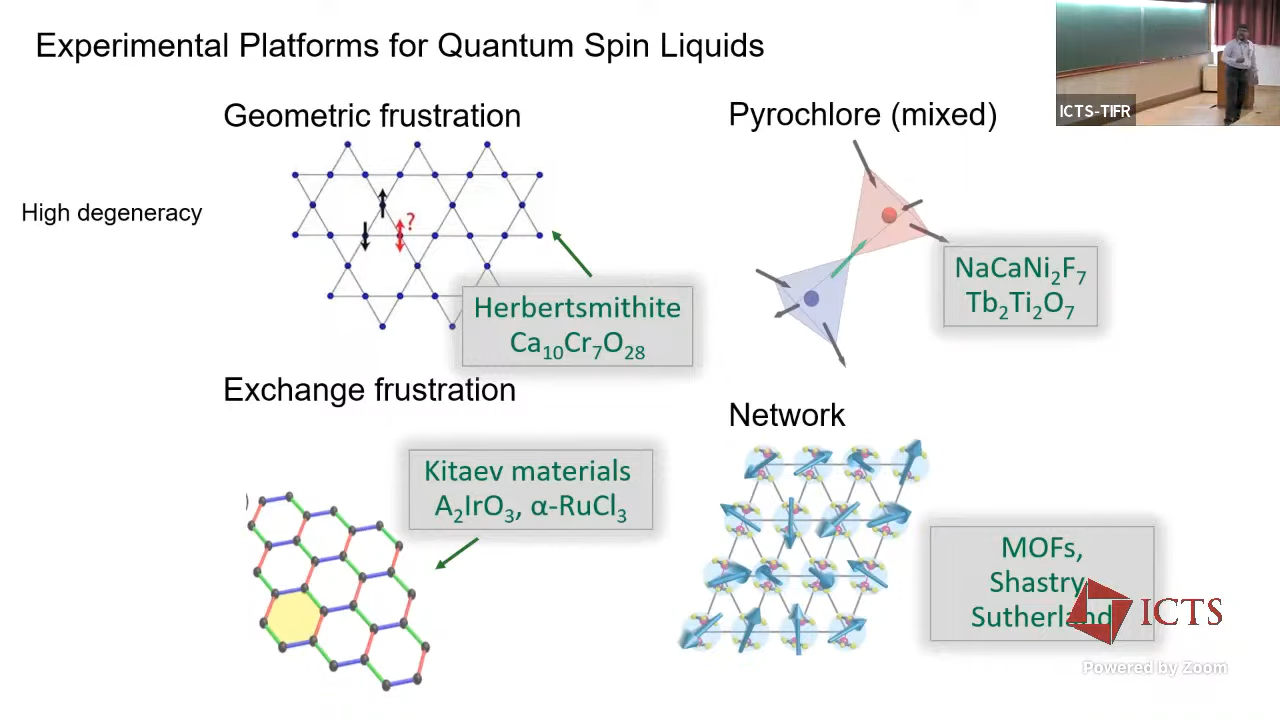 Experimental Platforms for Quantum Spin Liquids
ICTS-TIFR
Geometric frustration
Pyrochlore (mixed)
High degeneracy
?
NaCaNi₂F₇
Tb₂Ti₂O₇
Herbertsmithite
Ca₁₀Cr₇O₂₈
Exchange frustration
Network
Kitaev materials
A₂IrO₃, α-RuCl₃
)
MOFs,
Shastry
Sutherland
ICTS
Powered by Zoom